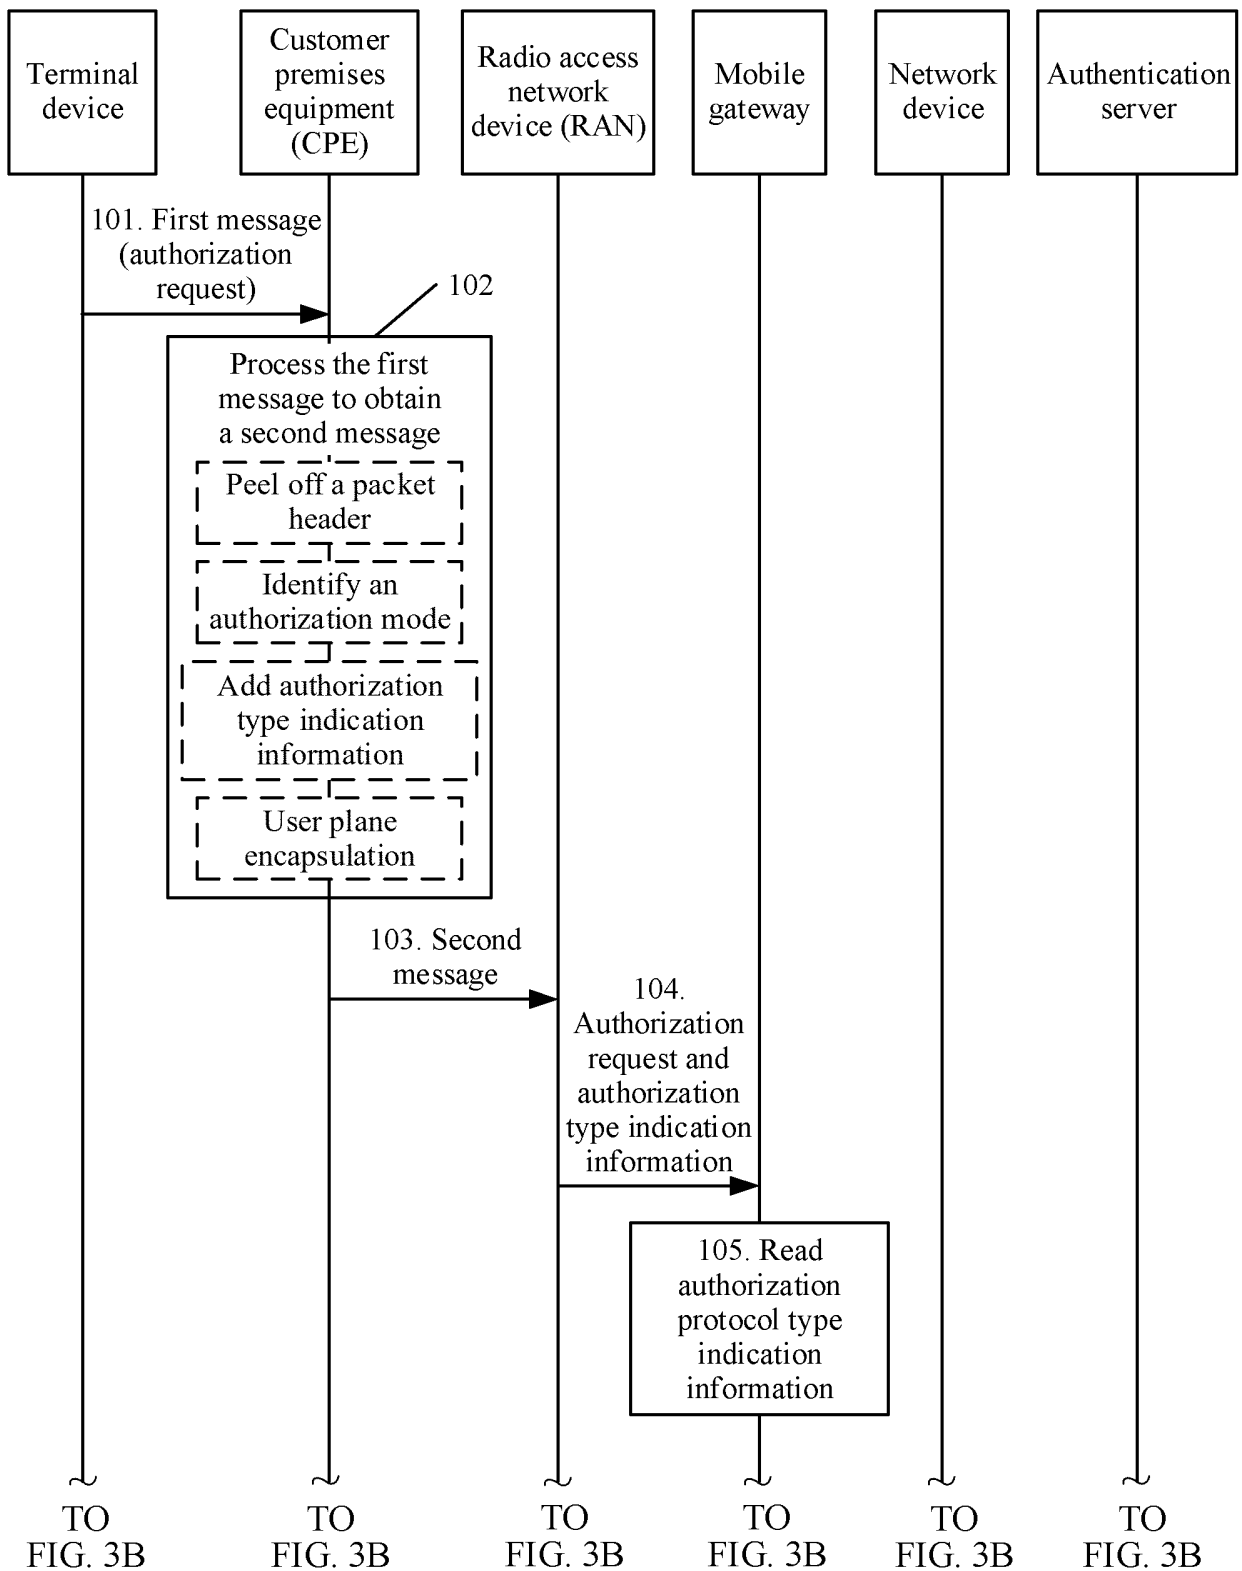 Terminal
device
Customer
premises
equipment
(CPE)
Radio access
network
device (RAN)
Mobile
gateway
Network
device
Authentication
server
101. First message
(authorization
request)
102
Process the first
message to obtain
a second message
Peel off a packet
header
Identify an
authorization mode
Add authorization
type indication
information
User plane
encapsulation
103. Second
message
104.
Authorization
request and
authorization
type indication
information
105. Read
authorization
protocol type
indication
information
TO
FIG. 3B
TO
FIG. 3B
TO
FIG. 3B
TO
FIG. 3B
TO
FIG. 3B
TO
FIG. 3B